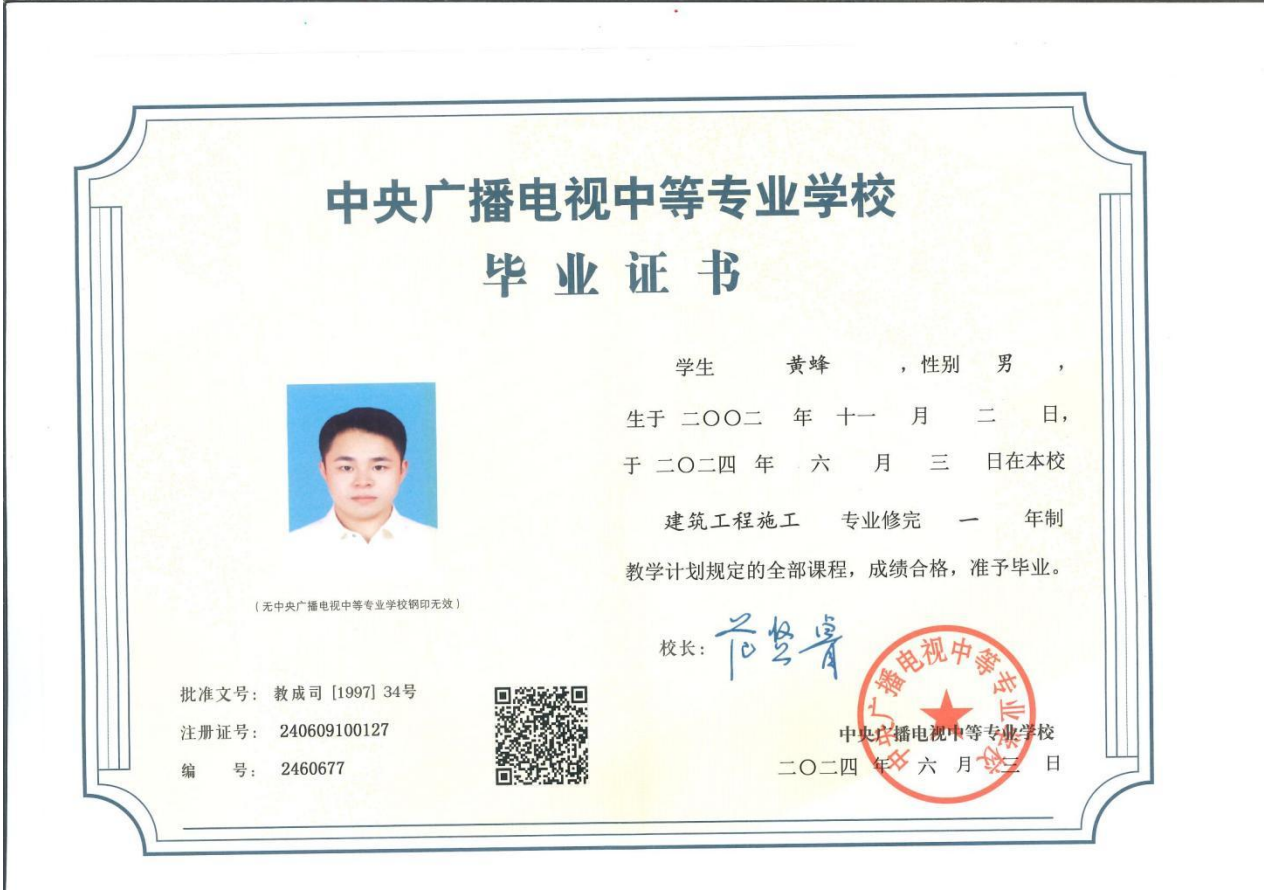 中央广播电视中等专业学校
毕业证书
学生 黄蜂 ，性别 男 ，
生于 二〇〇二 年 十一 月 二 日，
于 二〇二四 年 六 月 三 日在本校
建筑工程施工 专业修完 一 年制
教学计划规定的全部课程，成绩合格，准予毕业。
（无中央广播电视中等专业学校钢印无效）
校长：
批准文号： 教成司 [1997] 34号
注册证号： 240609100127
编 号： 2460677
中央广播电视中等专业学校
中央广播电视中等专业学校
二〇二四 年 六 月 三 日